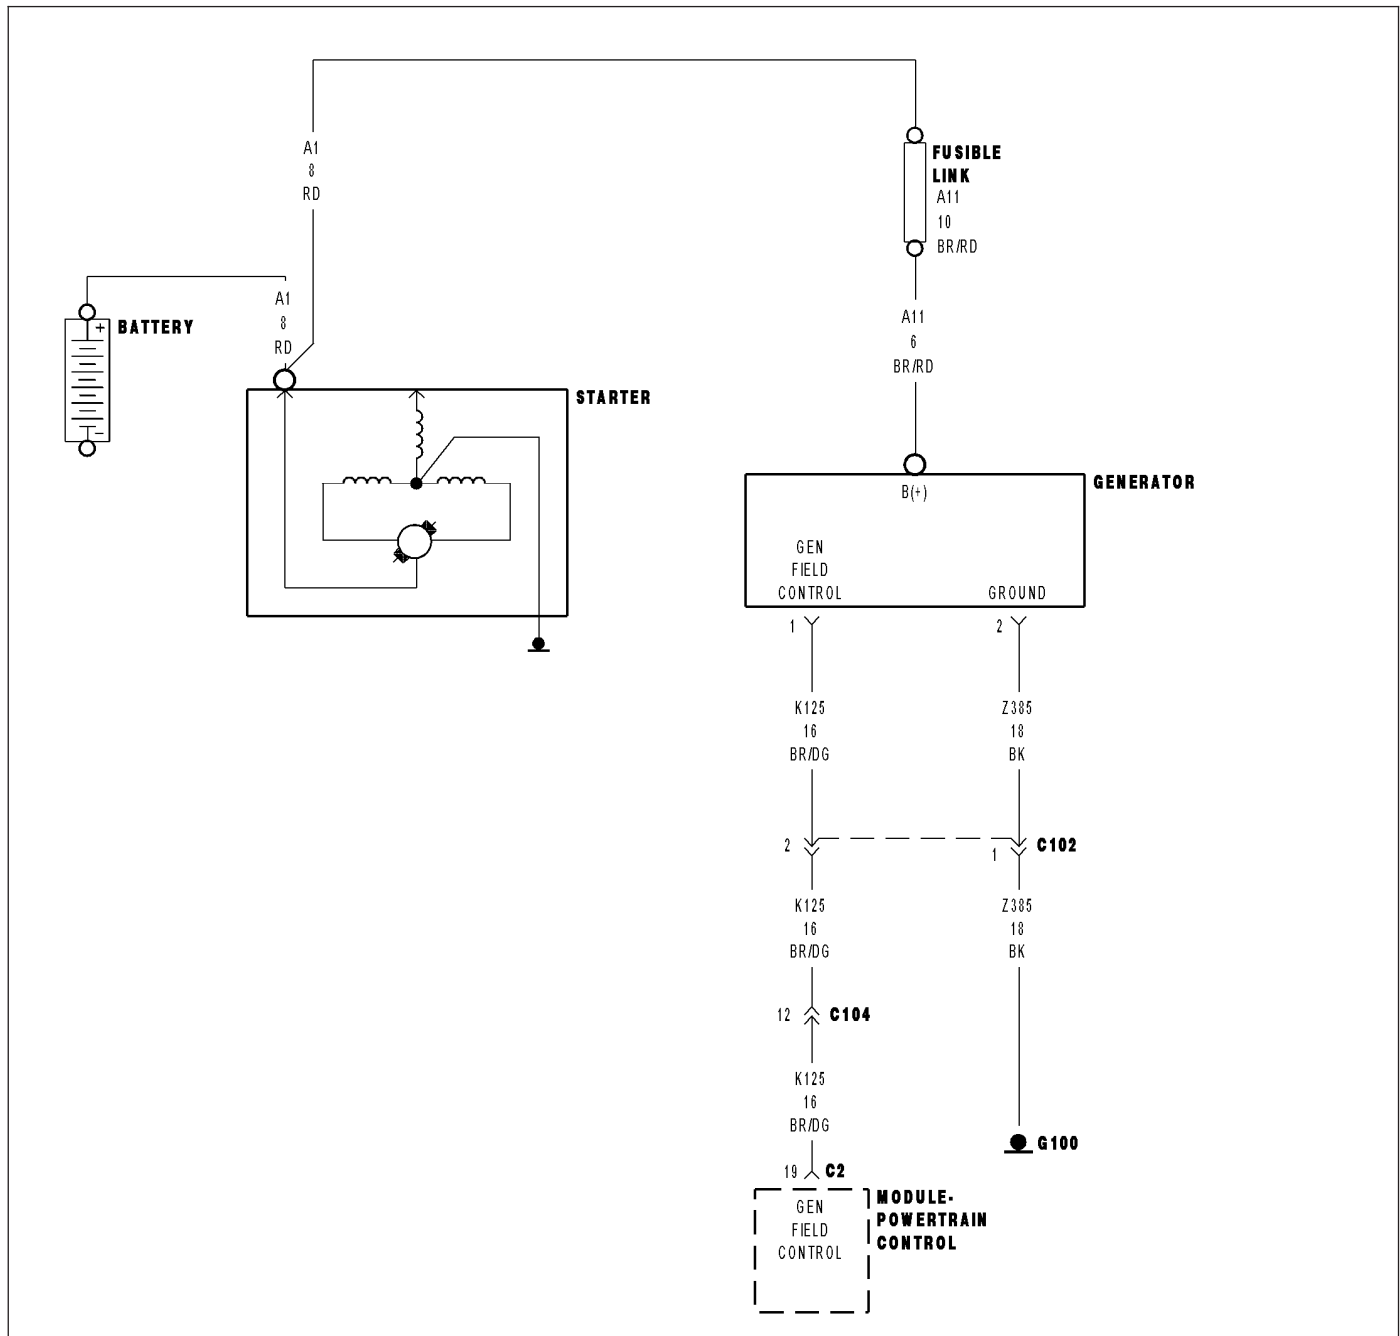 A1
8
RD
FUSIBLE
LINK
A11
10
BR/RD
A1
8
RD
+
BATTERY
-
A11
6
BR/RD
STARTER
B(+)
GENERATOR
GEN
FIELD
CONTROL
GROUND
1
2
K125
16
BR/DG
Z385
18
BK
2
1
C102
K125
16
BR/DG
Z385
18
BK
12
C104
K125
16
BR/DG
G100
19
C2
GEN
FIELD
CONTROL
MODULE-
POWERTRAIN
CONTROL